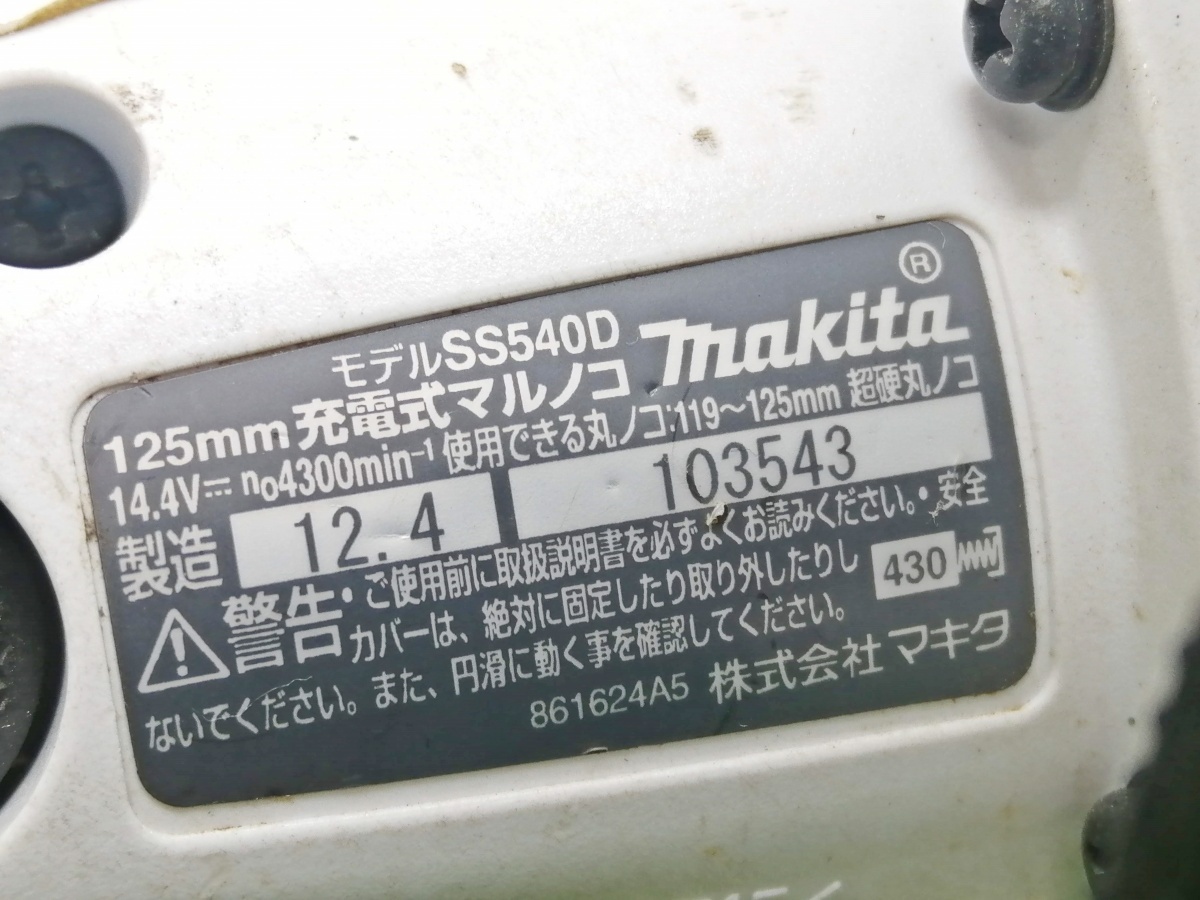 モデルSS540D makita®
125mm充電式マルノコ
14.4V⎓ n₀4300min⁻¹ 使用できる丸ノコ:119～125mm 超硬丸ノコ
製造 12.4 103543
⚠警告・ご使用前に取扱説明書を必ずよくお読みください。・安全
カバーは、絶対に固定したり取り外したりし 430
ないでください。また、円滑に動く事を確認してください。
861624A5 株式会社マキタ